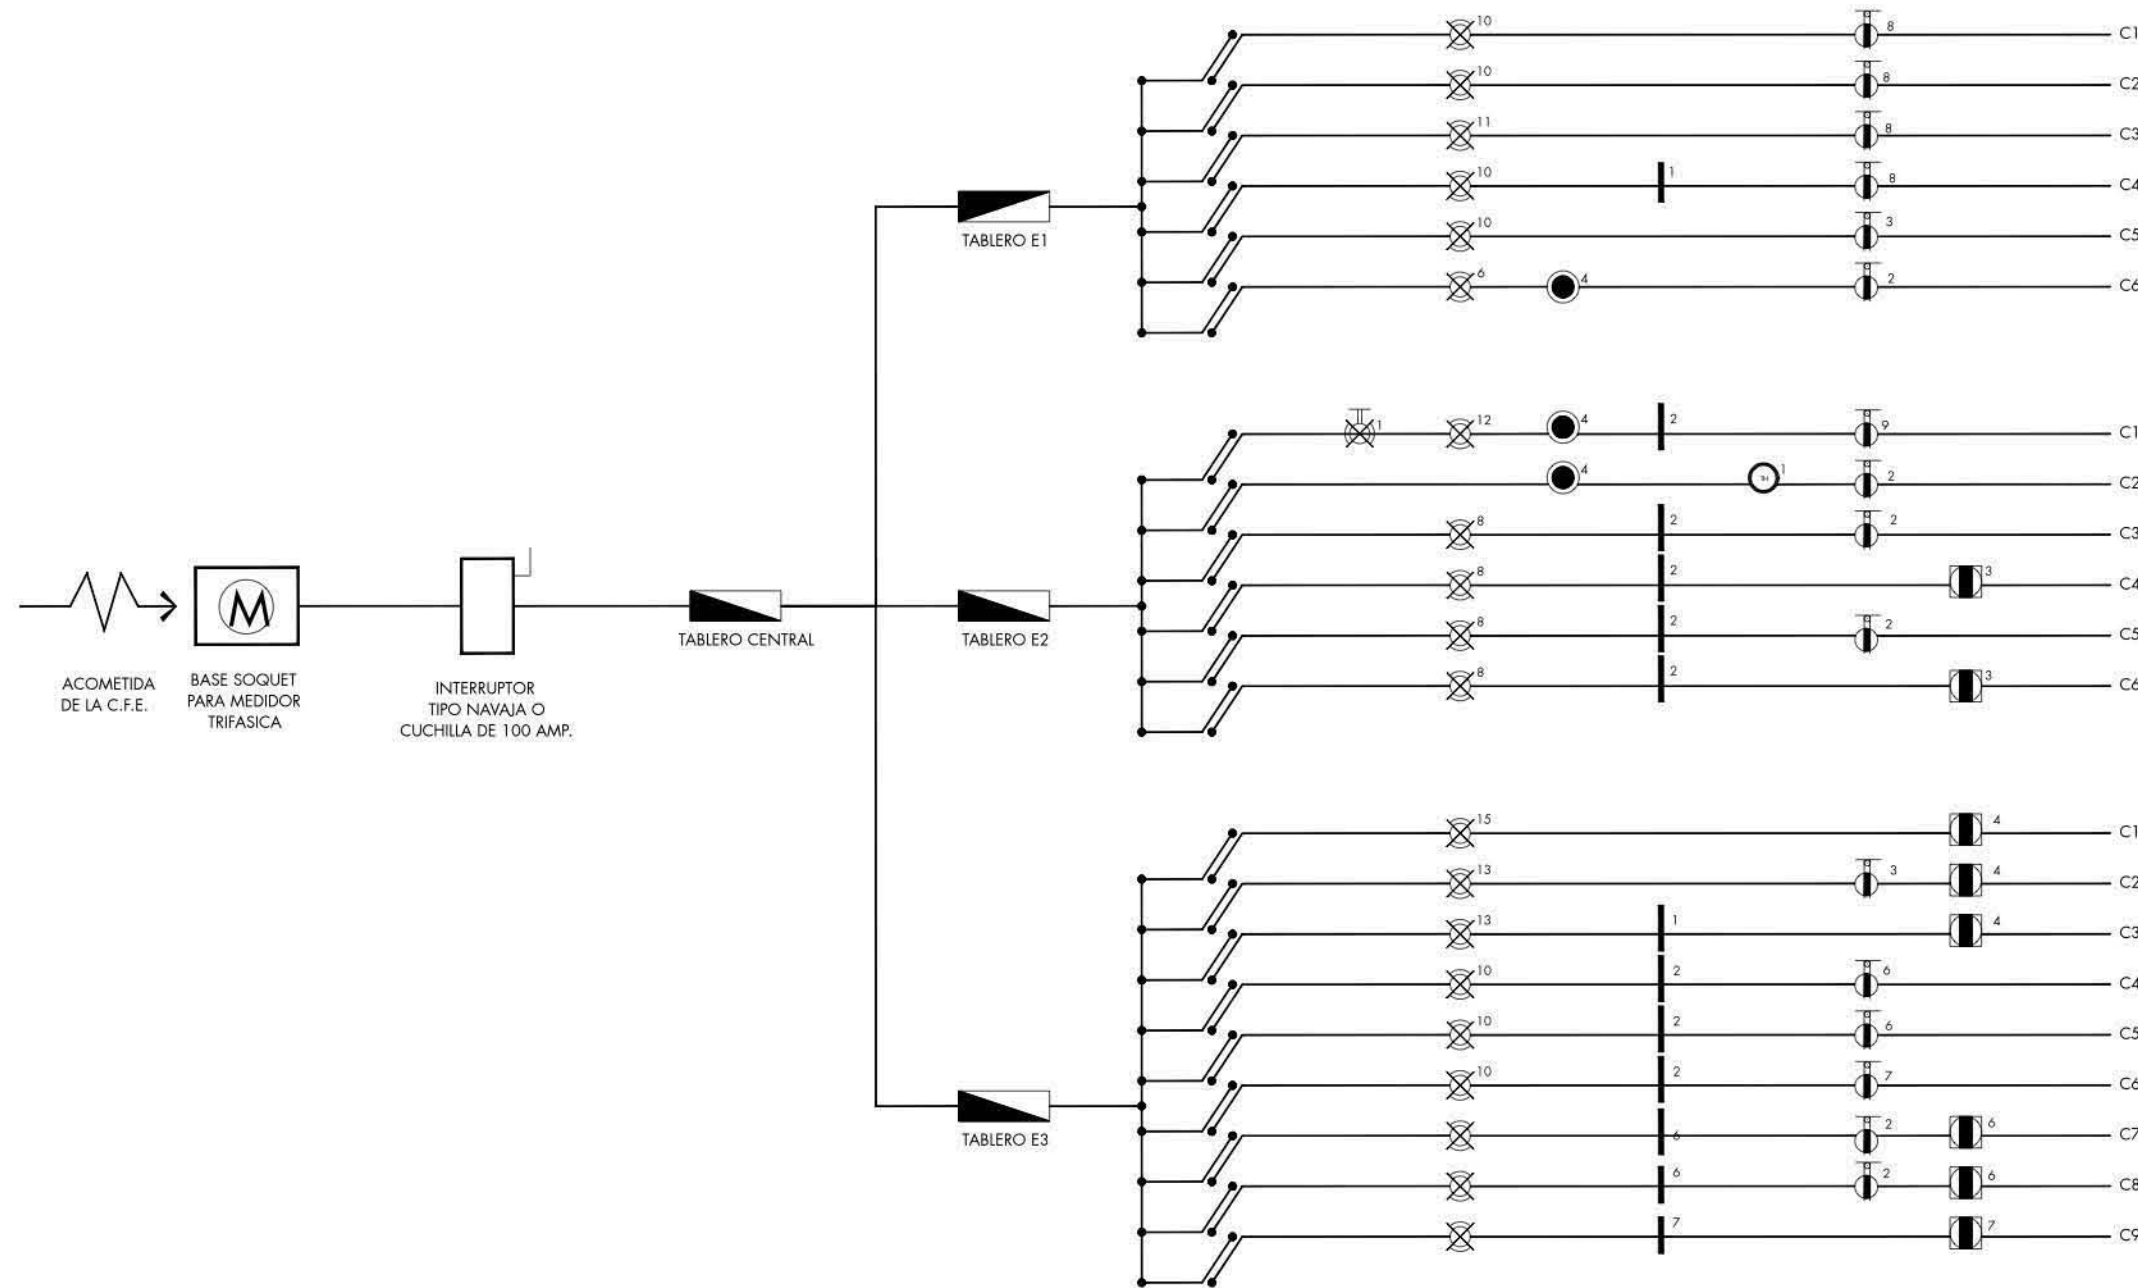 10 8 C1
10 8 C2
11 8 C3
10 1 8 C4
10 3 C5
6 4 2 C6
TABLERO E1
1 12 4 2 9 C1
4 1 2 C2
8 2 2 C3
8 2 3 C4
8 2 2 C5
8 2 3 C6
M
TABLERO CENTRAL
TABLERO E2
ACOMETIDA
DE LA C.F.E.
BASE SOQUET
PARA MEDIDOR
TRIFASICA
INTERRUPTOR
TIPO NAVAJA O
CUCHILLA DE 100 AMP.
15 4 C1
13 3 4 C2
13 1 4 C3
10 2 6 C4
10 2 6 C5
10 2 7 C6
6 2 6 C7
6 2 6 C8
7 7 C9
TABLERO E3